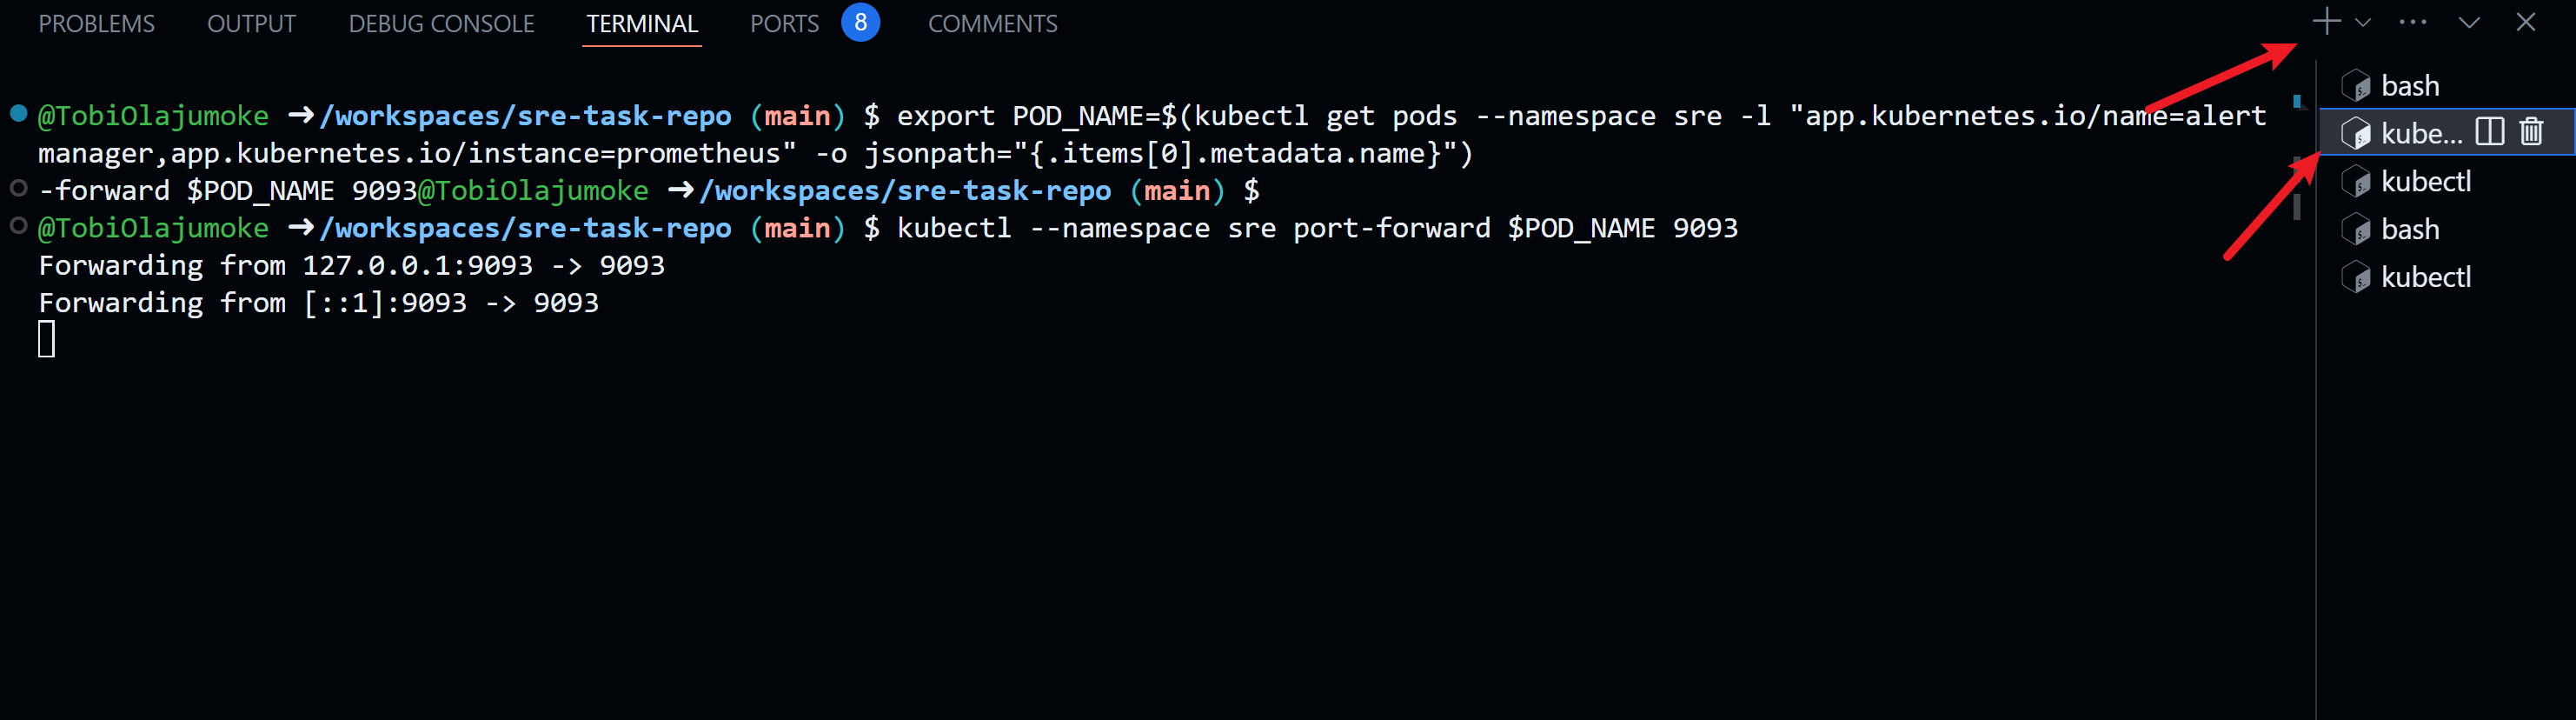 PROBLEMS OUTPUT DEBUG CONSOLE TERMINAL PORTS 8 COMMENTS
@TobiOlajumoke ➜ /workspaces/sre-task-repo (main) $ export POD_NAME=$(kubectl get pods --namespace sre -l "app.kubernetes.io/name=alert
manager,app.kubernetes.io/instance=prometheus" -o jsonpath="{.items[0].metadata.name}")
-forward $POD_NAME 9093@TobiOlajumoke ➜ /workspaces/sre-task-repo (main) $
@TobiOlajumoke ➜ /workspaces/sre-task-repo (main) $ kubectl --namespace sre port-forward $POD_NAME 9093
Forwarding from 127.0.0.1:9093 -> 9093
Forwarding from [::1]:9093 -> 9093
bash
kube...
kubectl
bash
kubectl